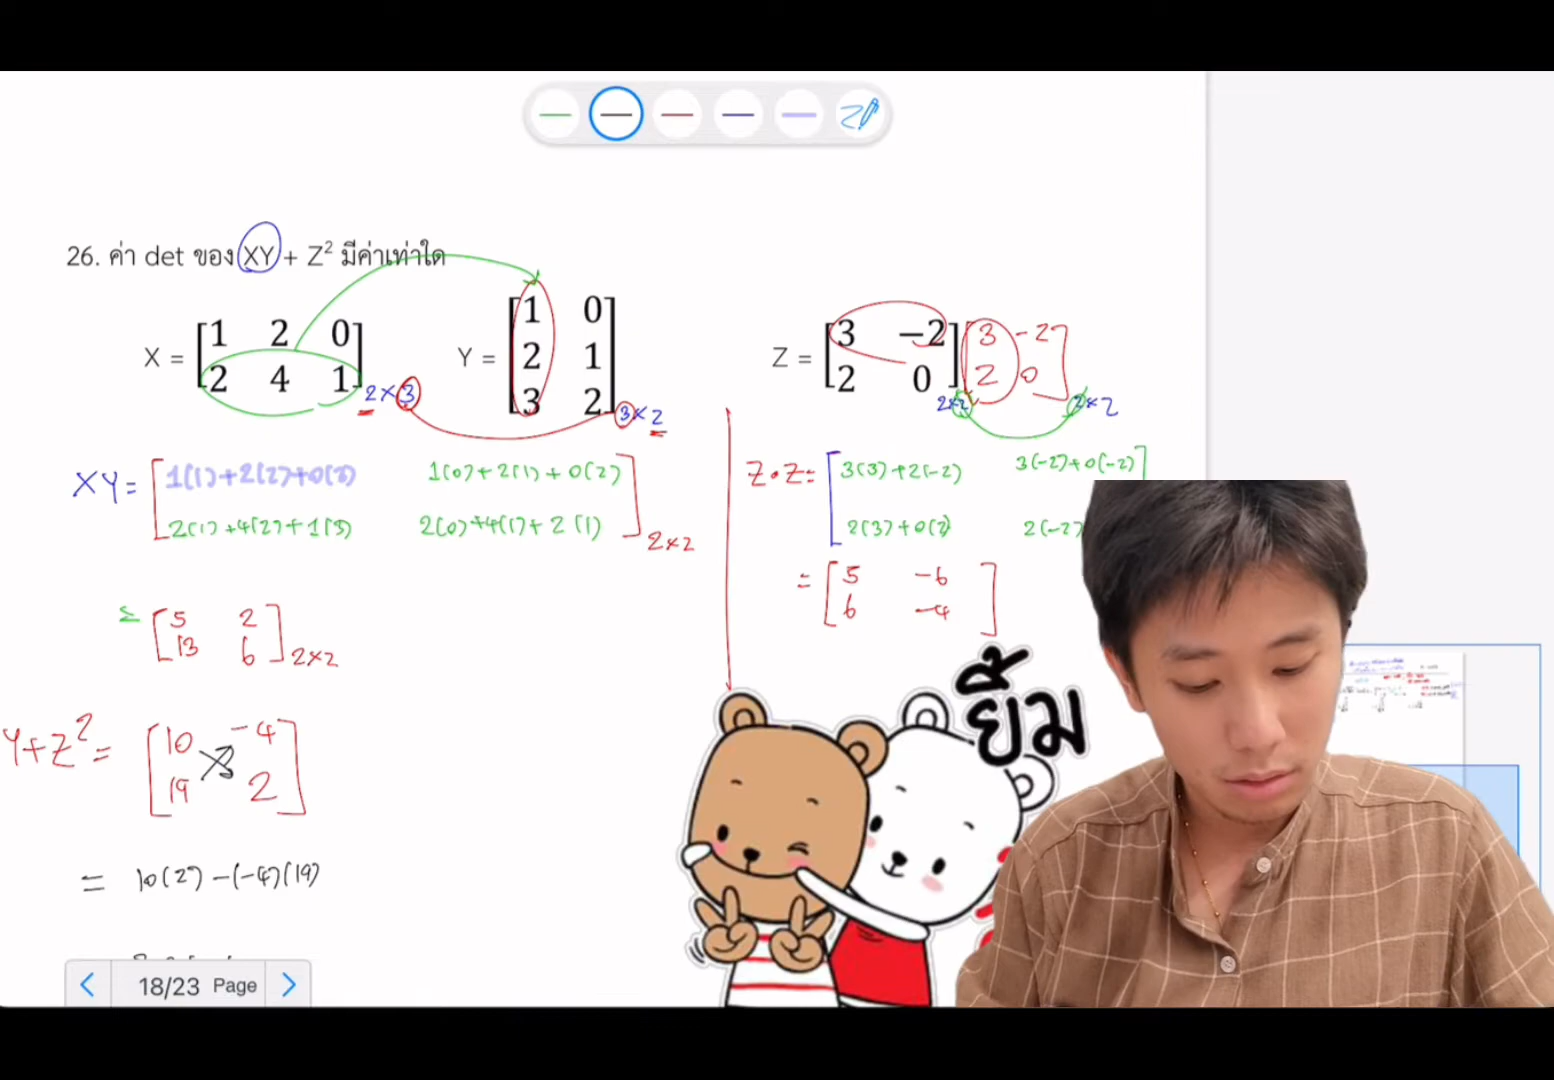 26. ค่า det ของ XY + Z² มีค่าเท่าใด
X = [1 2 0
2 4 1] 2×3
Y = [1 0
2 1
3 2] 3×2
Z = [3 -2
2 0] 2×2
[3 -2
2 0] 2×2
XY = [1(1)+2(2)+0(3) 1(0)+2(1)+0(2)
2(1)+4(2)+1(3) 2(0)+4(1)+2(1)] 2×2
= [5 2
13 6] 2×2
Z·Z = [3(3)+2(-2) 3(-2)+0(-2)]
2(3)+0(2) 2(-2)
= [5 -6
6 -4]
Y+Z² = [10 -4
19 2]
= 10(2) -(-4)(19)
ยิ้ม
18/23 Page